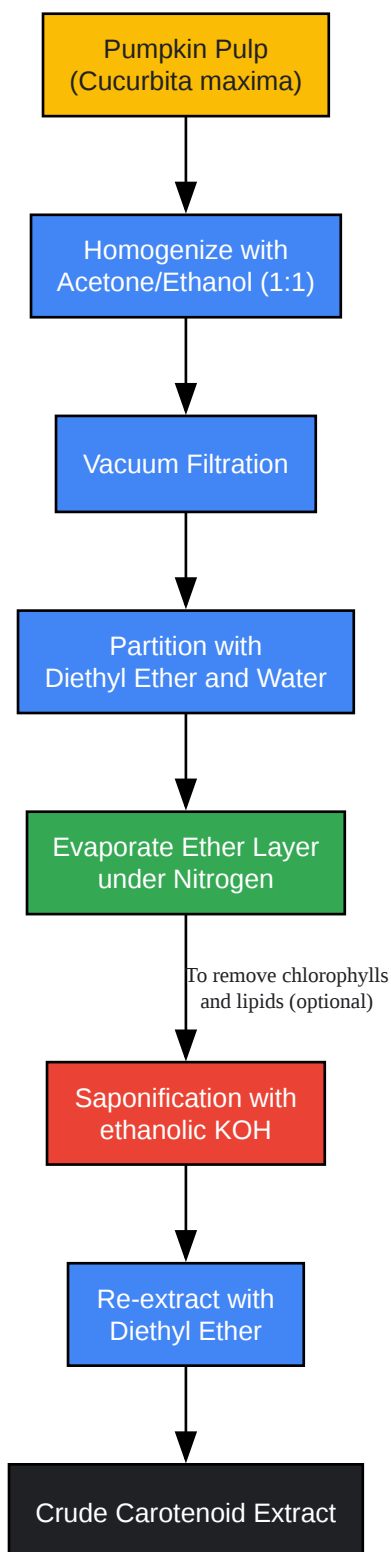 Pumpkin Pulp
(Cucurbita maxima)
Homogenize with
Acetone/Ethanol (1:1)
Vacuum Filtration
Partition with
Diethyl Ether and Water
Evaporate Ether Layer
under Nitrogen
To remove chlorophylls
and lipids (optional)
Saponification with
ethanolic KOH
Re-extract with
Diethyl Ether
Crude Carotenoid Extract